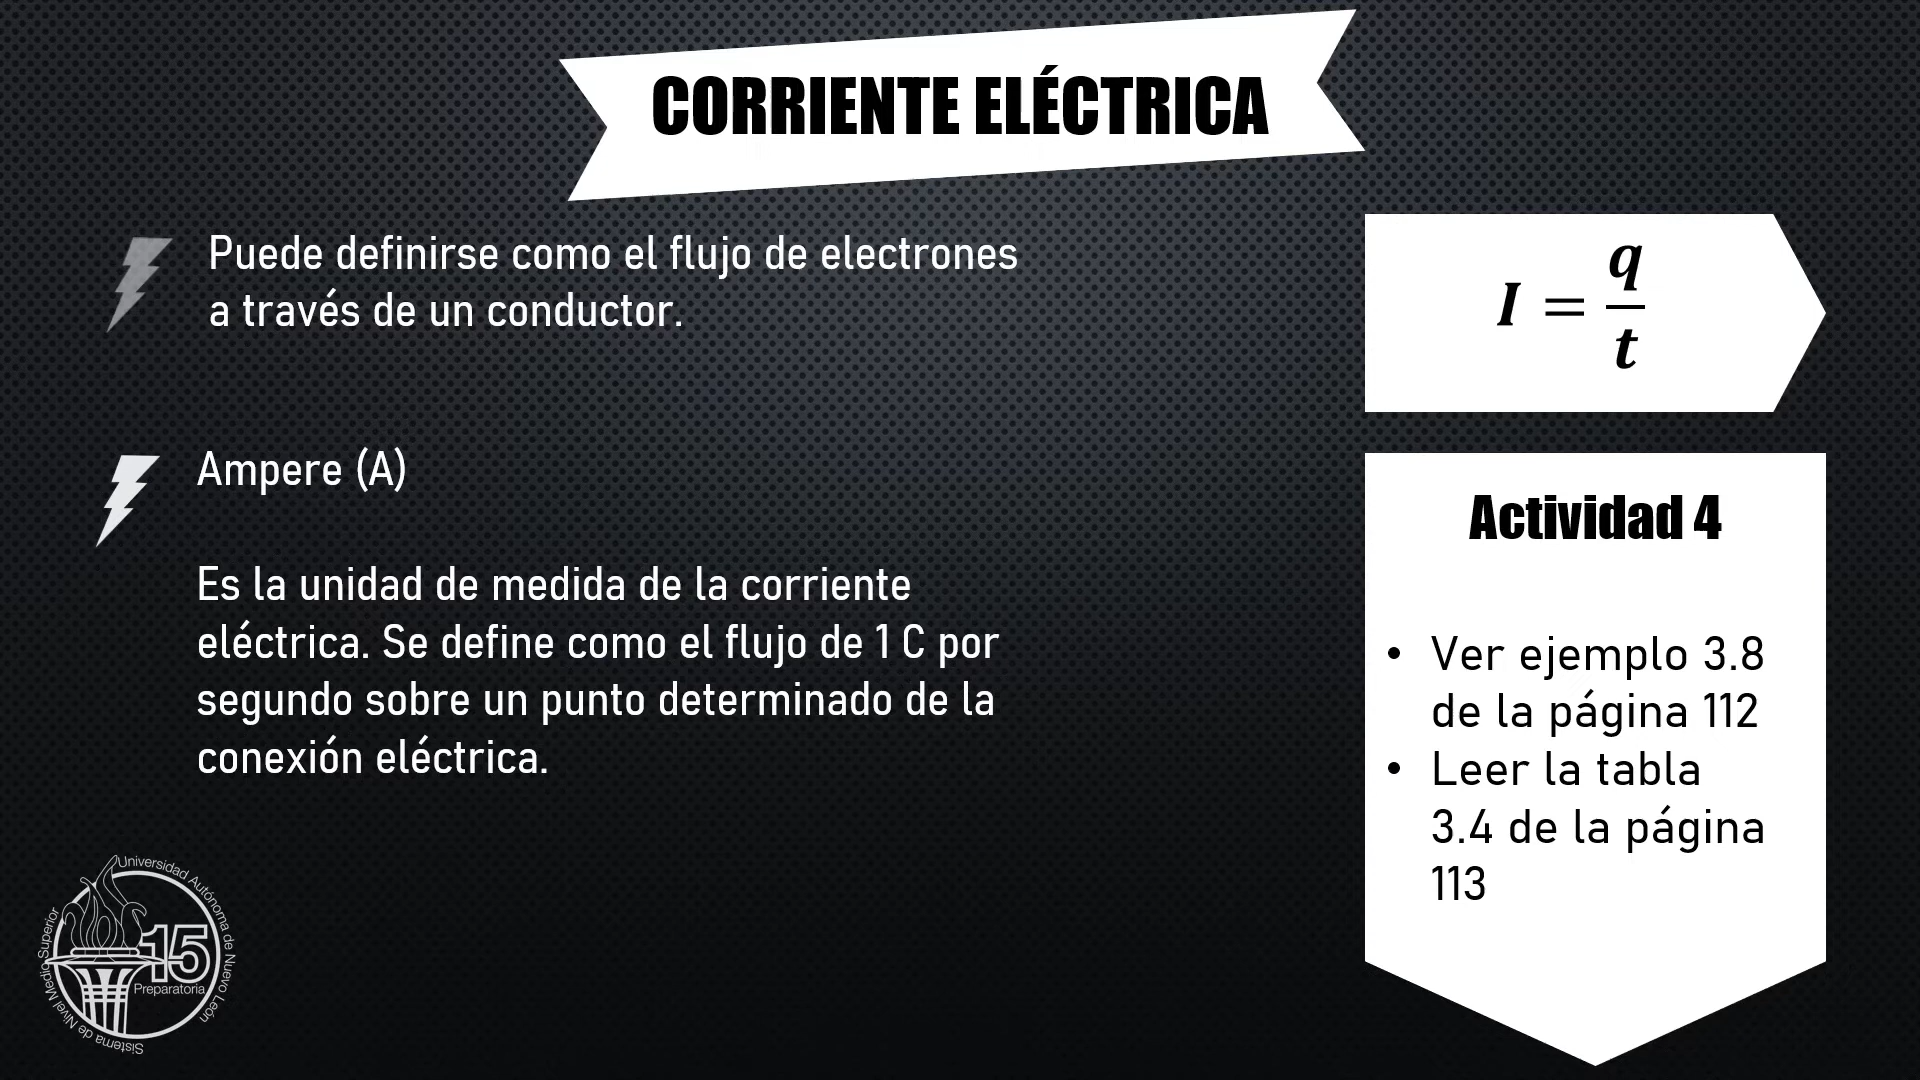 CORRIENTE ELÉCTRICA
Puede definirse como el flujo de electrones
a través de un conductor.
I = q/t
Ampere (A)
Es la unidad de medida de la corriente
eléctrica. Se define como el flujo de 1 C por
segundo sobre un punto determinado de la
conexión eléctrica.
Actividad 4
• Ver ejemplo 3.8
de la página 112
• Leer la tabla
3.4 de la página
113
Universidad Autónoma de Nuevo León
Sistema de Nivel Medio Superior
15
Preparatoria